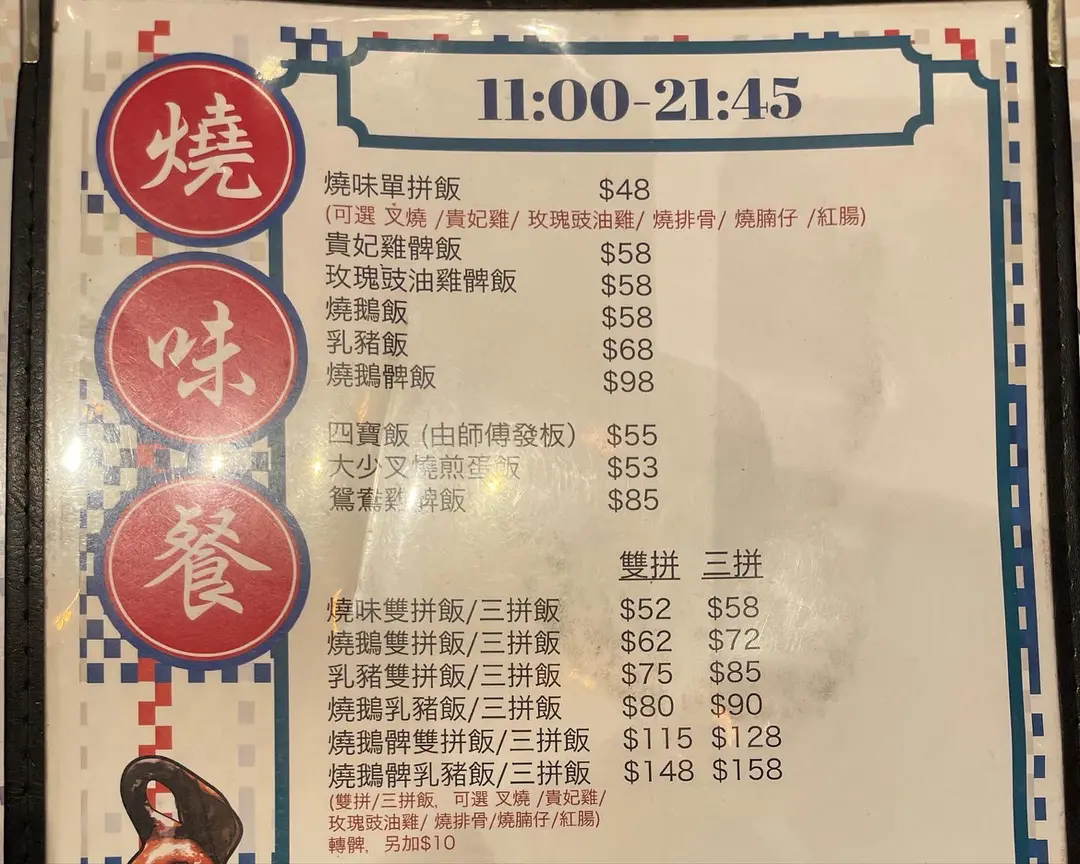 燒
味
餐
11:00-21:45
燒味單拼飯 $48
(可選 叉燒 /貴妃雞/ 玫瑰豉油雞/ 燒排骨/ 燒腩仔 /紅腸)
貴妃雞髀飯 $58
玫瑰豉油雞髀飯 $58
燒鵝飯 $58
乳豬飯 $68
燒鵝髀飯 $98
四寶飯 (由師傅發板) $55
大少叉燒煎蛋飯 $53
鴛鴦雞髀飯 $85
雙拼 三拼
燒味雙拼飯/三拼飯 $52 $58
燒鵝雙拼飯/三拼飯 $62 $72
乳豬雙拼飯/三拼飯 $75 $85
燒鵝乳豬飯/三拼飯 $80 $90
燒鵝髀雙拼飯/三拼飯 $115 $128
燒鵝髀乳豬飯/三拼飯 $148 $158
(雙拼/三拼飯, 可選 叉燒 /貴妃雞/
玫瑰豉油雞/ 燒排骨/燒腩仔/紅腸)
轉髀, 另加$10